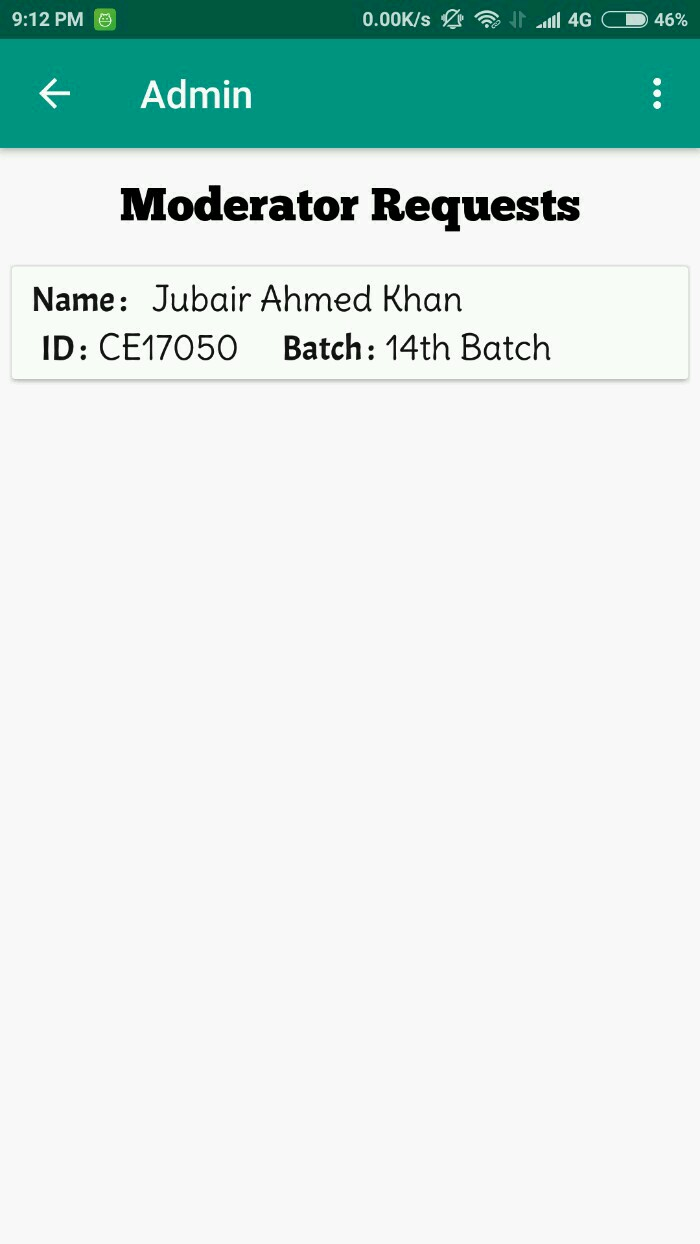 9:12 PM 0.00K/s 4G 46%
Admin
Moderator Requests
Name: Jubair Ahmed Khan
ID: CE17050 Batch: 14th Batch